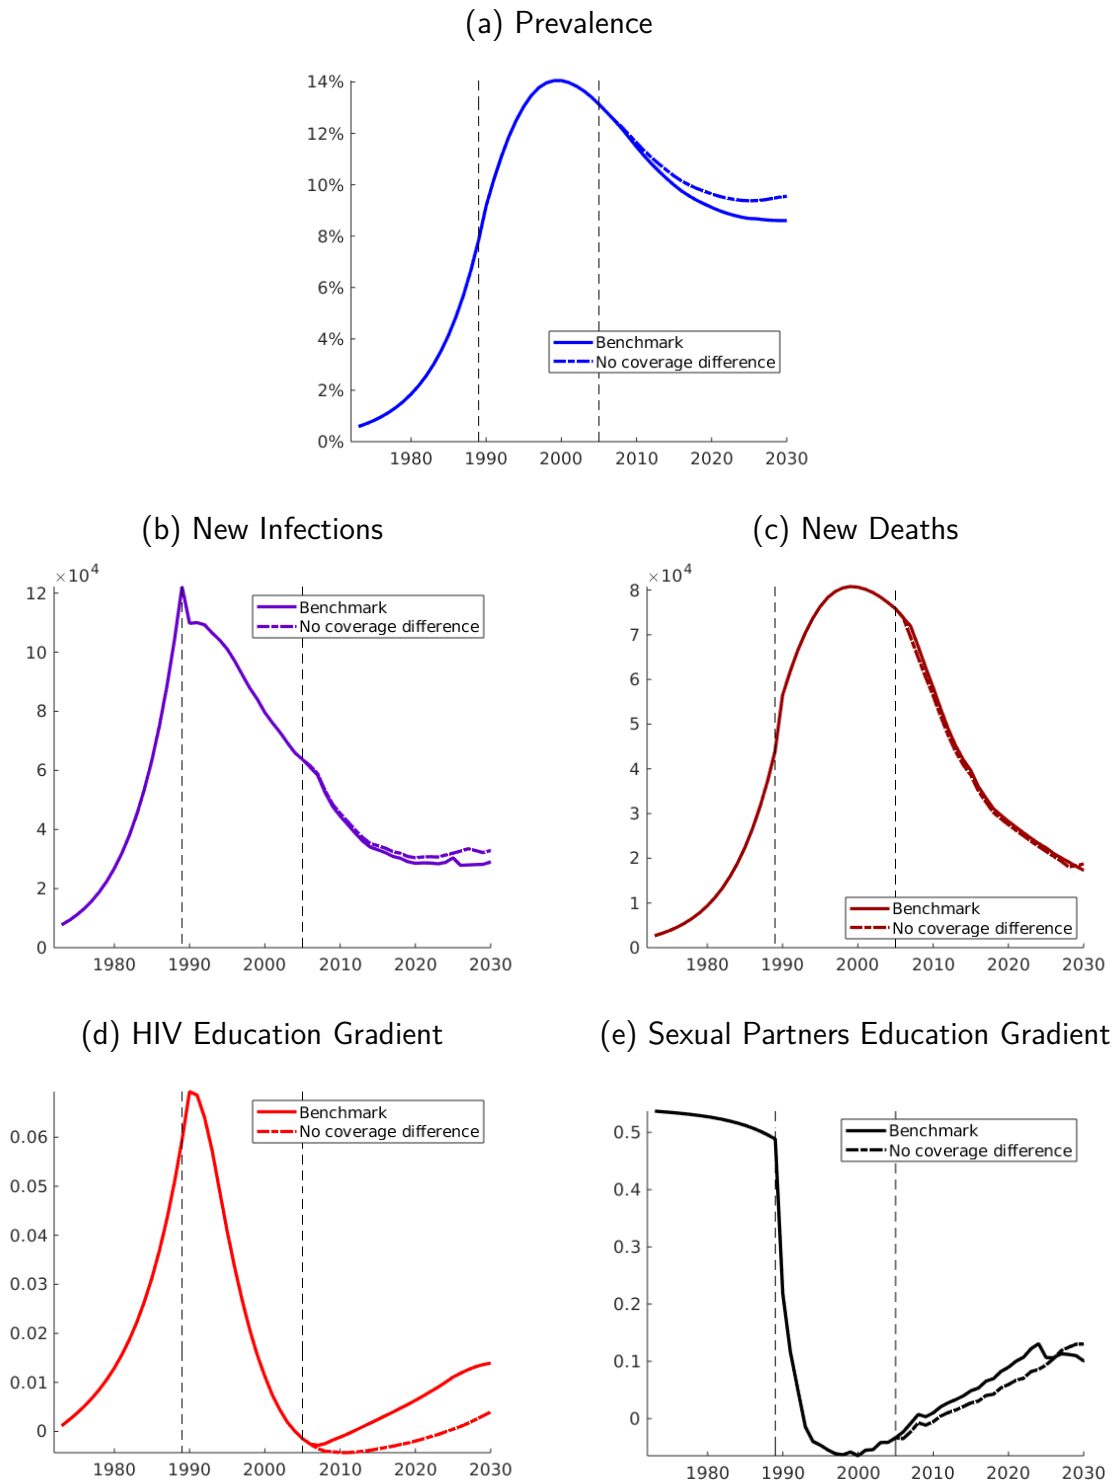 (a) Prevalence
14%
12%
10%
8%
6%
4%
2%
0%
Benchmark
No coverage difference
1980 1990 2000 2010 2020 2030
(b) New Infections
×10⁴
12
10
8
6
4
2
0
Benchmark
No coverage difference
1980 1990 2000 2010 2020 2030
(c) New Deaths
×10⁴
8
7
6
5
4
3
2
1
0
Benchmark
No coverage difference
1980 1990 2000 2010 2020 2030
(d) HIV Education Gradient
0.06
0.05
0.04
0.03
0.02
0.01
0
Benchmark
No coverage difference
1980 1990 2000 2010 2020 2030
(e) Sexual Partners Education Gradient
0.5
0.4
0.3
0.2
0.1
0
Benchmark
No coverage difference
1980 1990 2000 2010 2020 2030